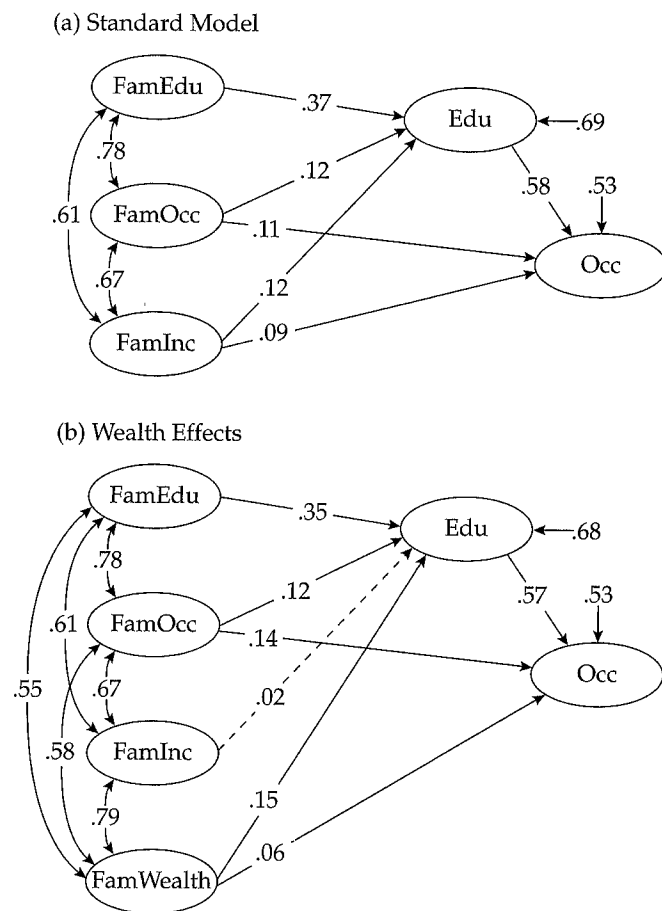 (a) Standard Model
FamEdu
.37
Edu
.69
.78
.12
.58
.53
.61
FamOcc
.11
Occ
.67
.12
.09
FamInc
(b) Wealth Effects
FamEdu
.35
Edu
.68
.78
.12
.57
.53
.61
FamOcc
.14
.55
.67
.02
Occ
.58
FamInc
.15
.79
.06
FamWealth